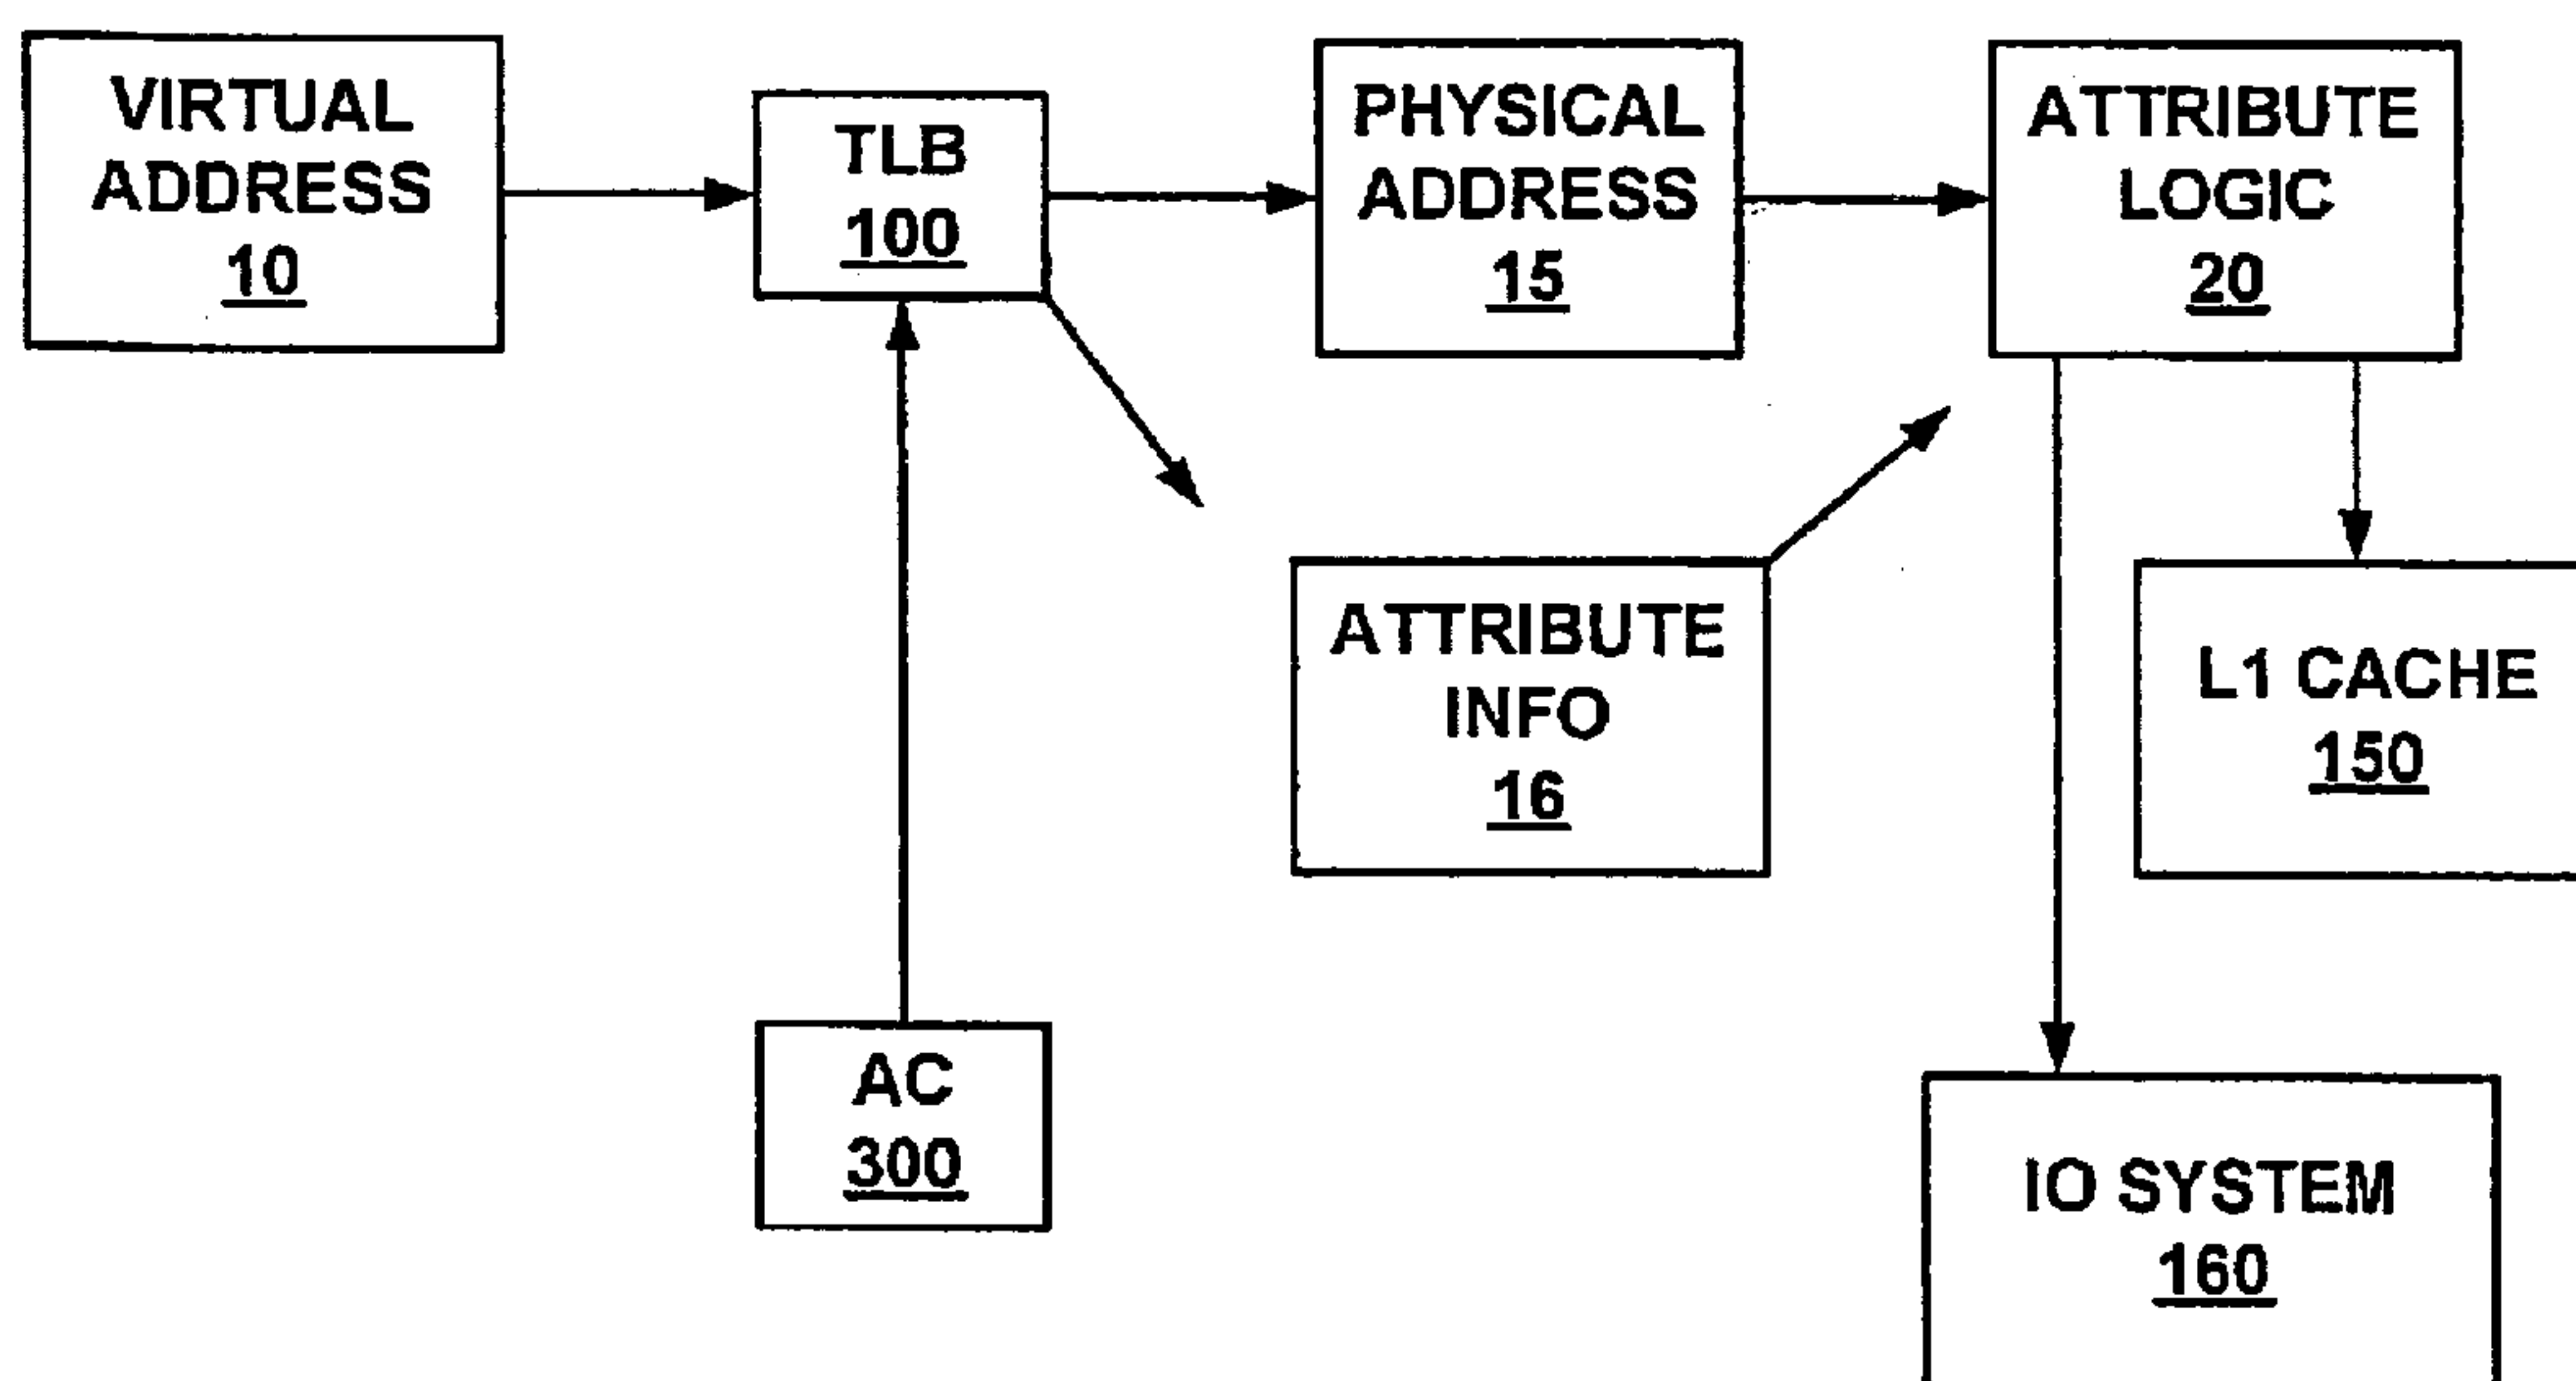 VIRTUAL
ADDRESS
10
TLB
100
PHYSICAL
ADDRESS
15
ATTRIBUTE
LOGIC
20
ATTRIBUTE
INFO
16
L1 CACHE
150
AC
300
IO SYSTEM
160